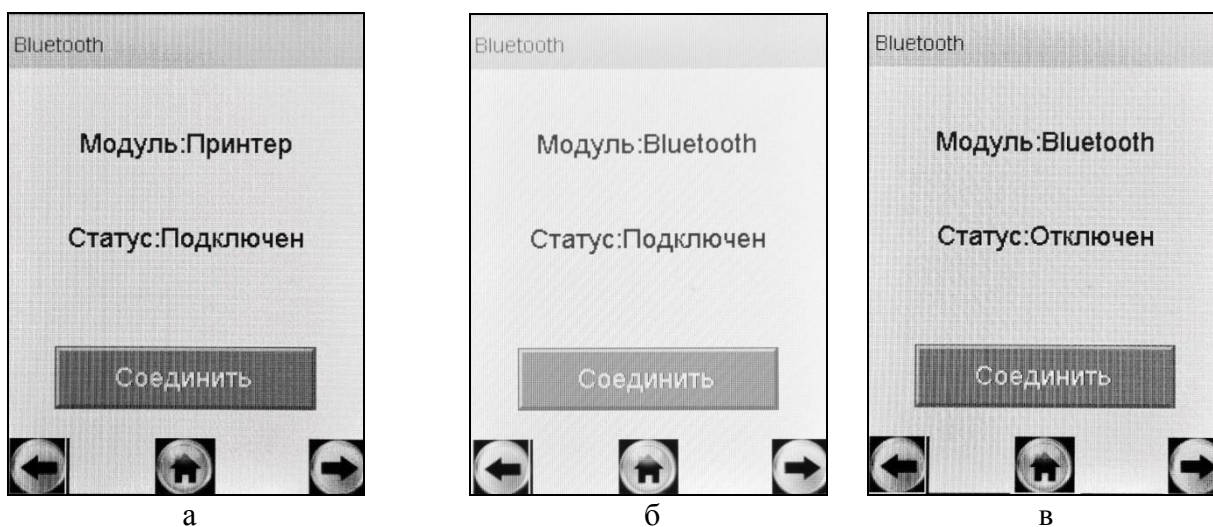 Bluetooth
Модуль:Принтер
Статус:Подключен
Соединить
а
Bluetooth
Модуль:Bluetooth
Статус:Подключен
Соединить
б
Bluetooth
Модуль:Bluetooth
Статус:Отключен
Соединить
в